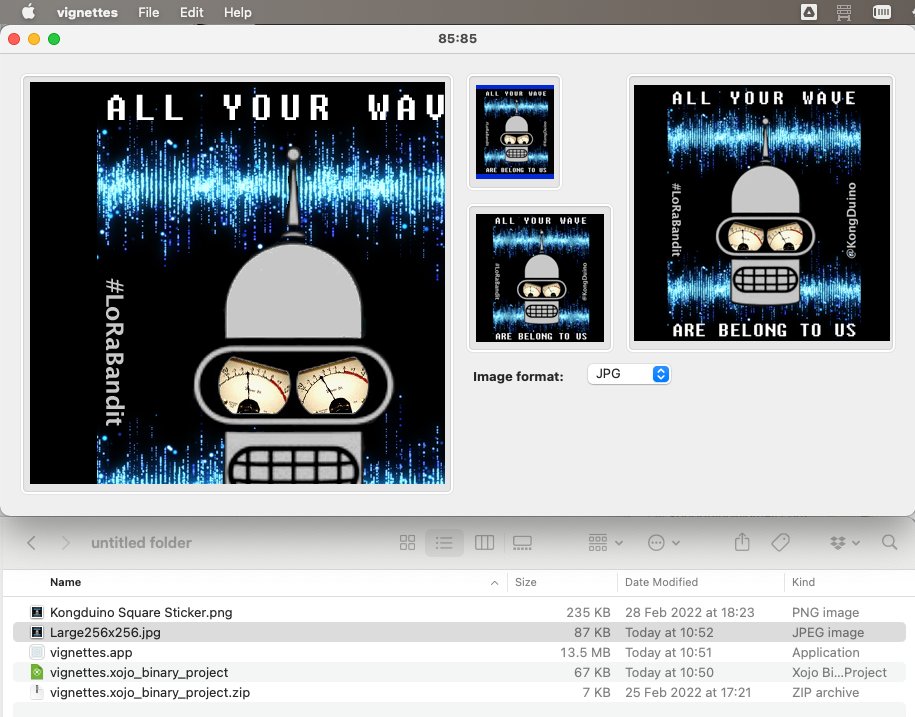 vignettes File Edit Help
85:85
ALL YOUR WAV
#LoRaBandit
ALL YOUR WAVE
#LoRaBandit
@KongDuino
ARE BELONG TO US
ALL YOUR WAVE
#LoRaBandit
@KongDuino
ARE BELONG TO US
ALL YOUR WAVE
#LoRaBandit
@KongDuino
ARE BELONG TO US
Image format: JPG
untitled folder
Name Size Date Modified Kind
Kongduino Square Sticker.png 235 KB 28 Feb 2022 at 18:23 PNG image
Large256x256.jpg 87 KB Today at 10:52 JPEG image
vignettes.app 13.5 MB Today at 10:51 Application
vignettes.xojo_binary_project 67 KB Today at 10:50 Xojo Bi...Project
vignettes.xojo_binary_project.zip 7 KB 25 Feb 2022 at 17:21 ZIP archive